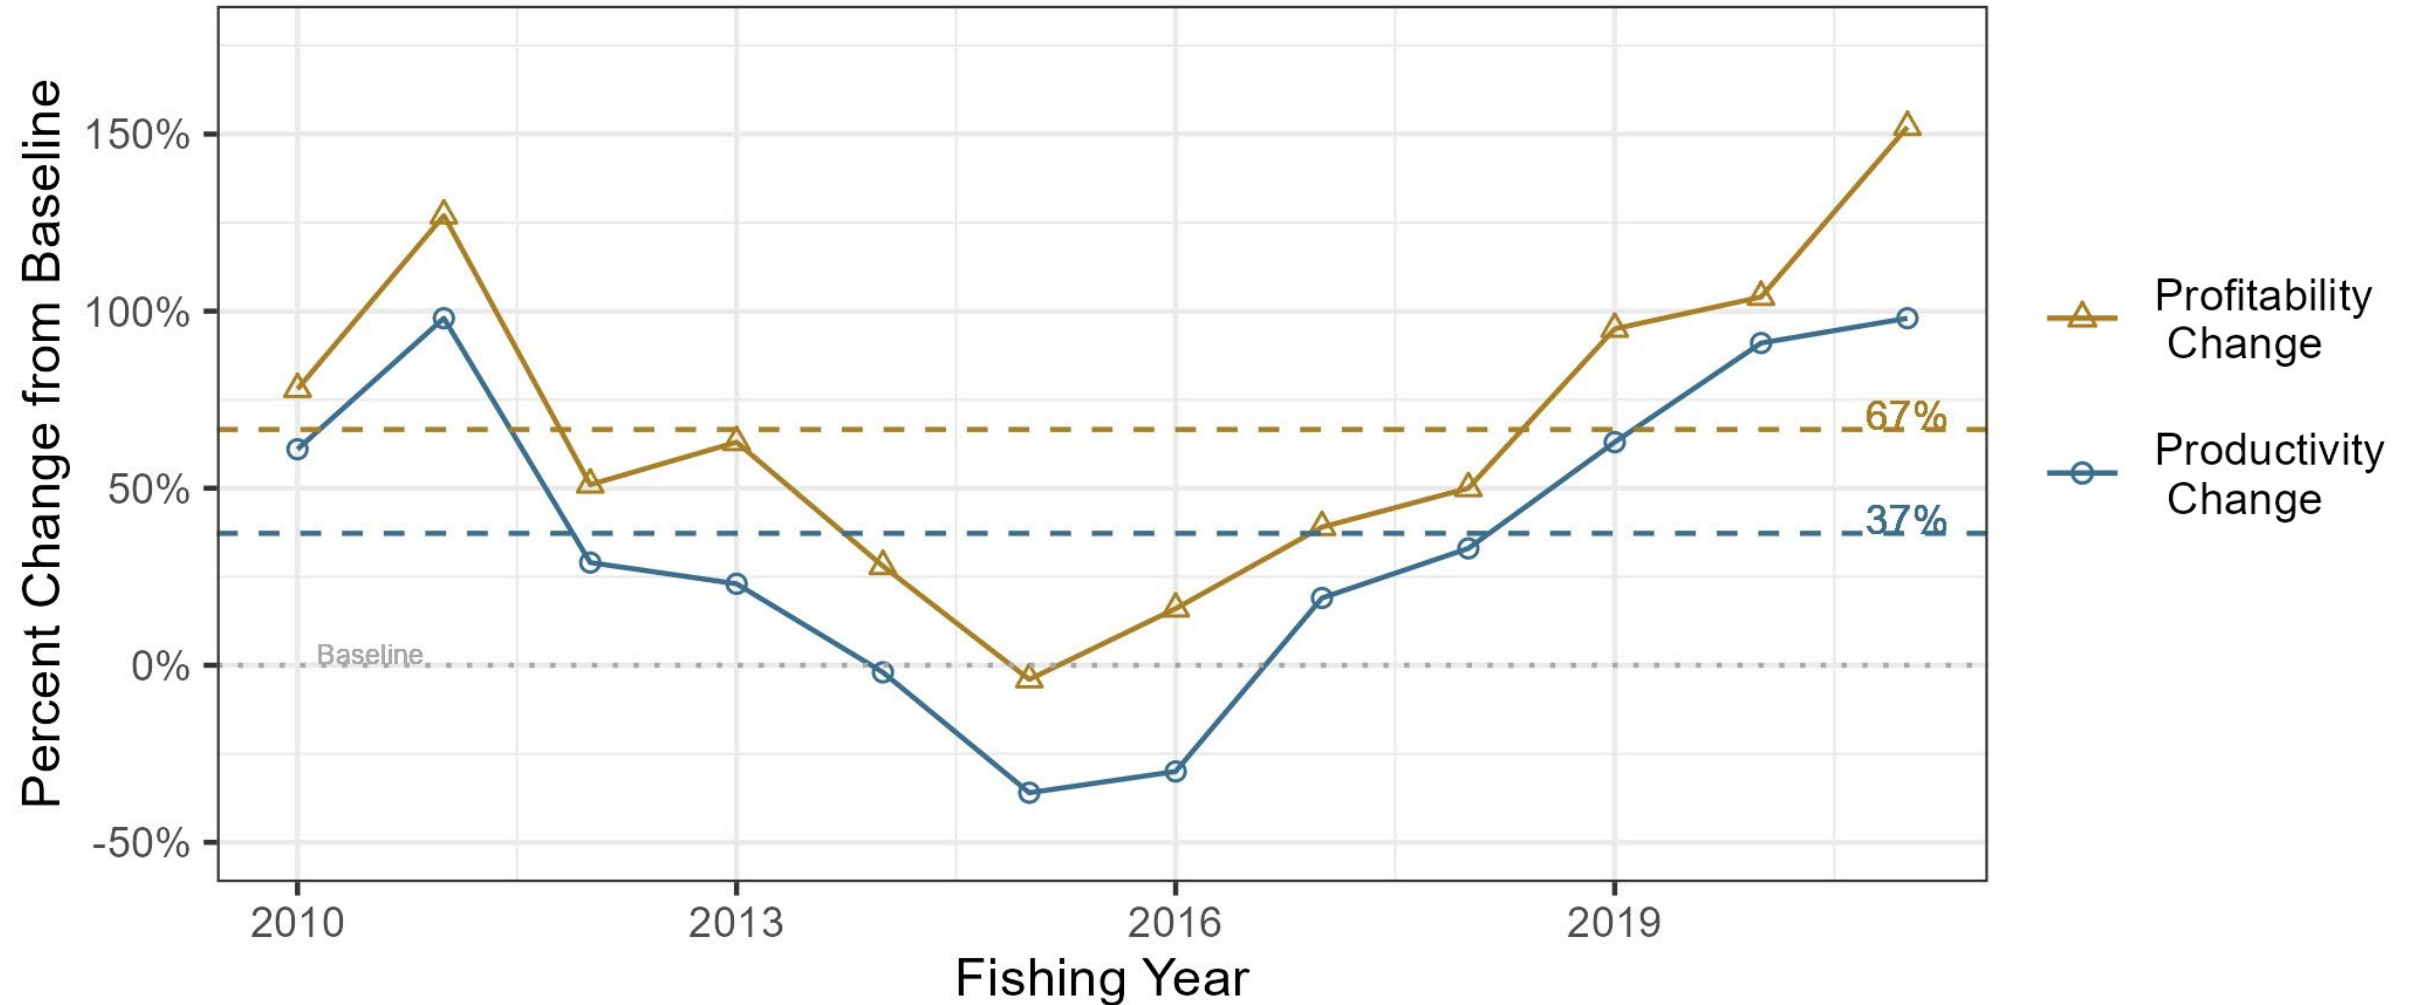 Percent Change from Baseline
150%
100%
50%
0%
-50%
67%
37%
Baseline
2010
2013
2016
2019
Fishing Year
Profitability
Change
Productivity
Change